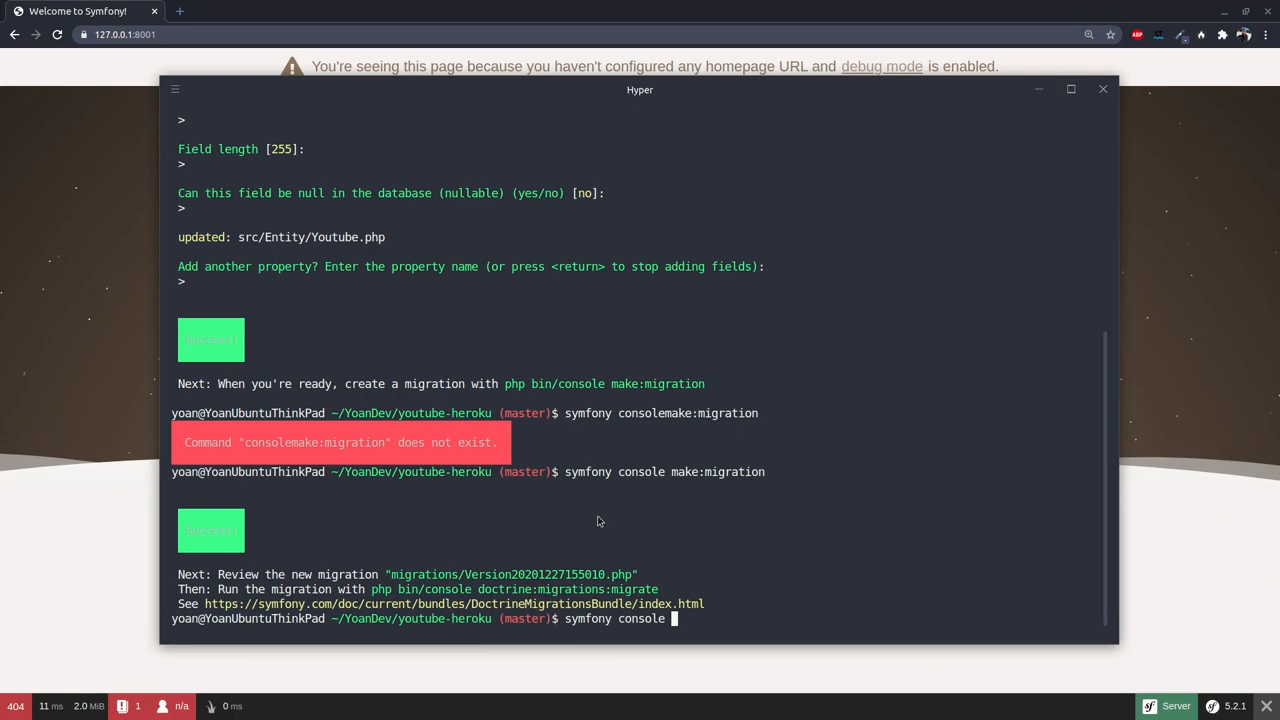 Welcome to Symfony!
127.0.0.1:8001
ABP
You're seeing this page because you haven't configured any homepage URL and debug mode is enabled.
Hyper
>
Field length [255]:
>
Can this field be null in the database (nullable) (yes/no) [no]:
>
updated: src/Entity/Youtube.php
Add another property? Enter the property name (or press <return> to stop adding fields):
>
Success!
Next: When you're ready, create a migration with php bin/console make:migration
yoan@YoanUbuntuThinkPad ~/YoanDev/youtube-heroku (master)$ symfony consolemake:migration
Command "consolemake:migration" does not exist.
yoan@YoanUbuntuThinkPad ~/YoanDev/youtube-heroku (master)$ symfony console make:migration
Success!
Next: Review the new migration "migrations/Version20201227155010.php"
Then: Run the migration with php bin/console doctrine:migrations:migrate
See https://symfony.com/doc/current/bundles/DoctrineMigrationsBundle/index.html
yoan@YoanUbuntuThinkPad ~/YoanDev/youtube-heroku (master)$ symfony console
404 11 ms 2.0 MiB 1 n/a 0 ms Server 5.2.1